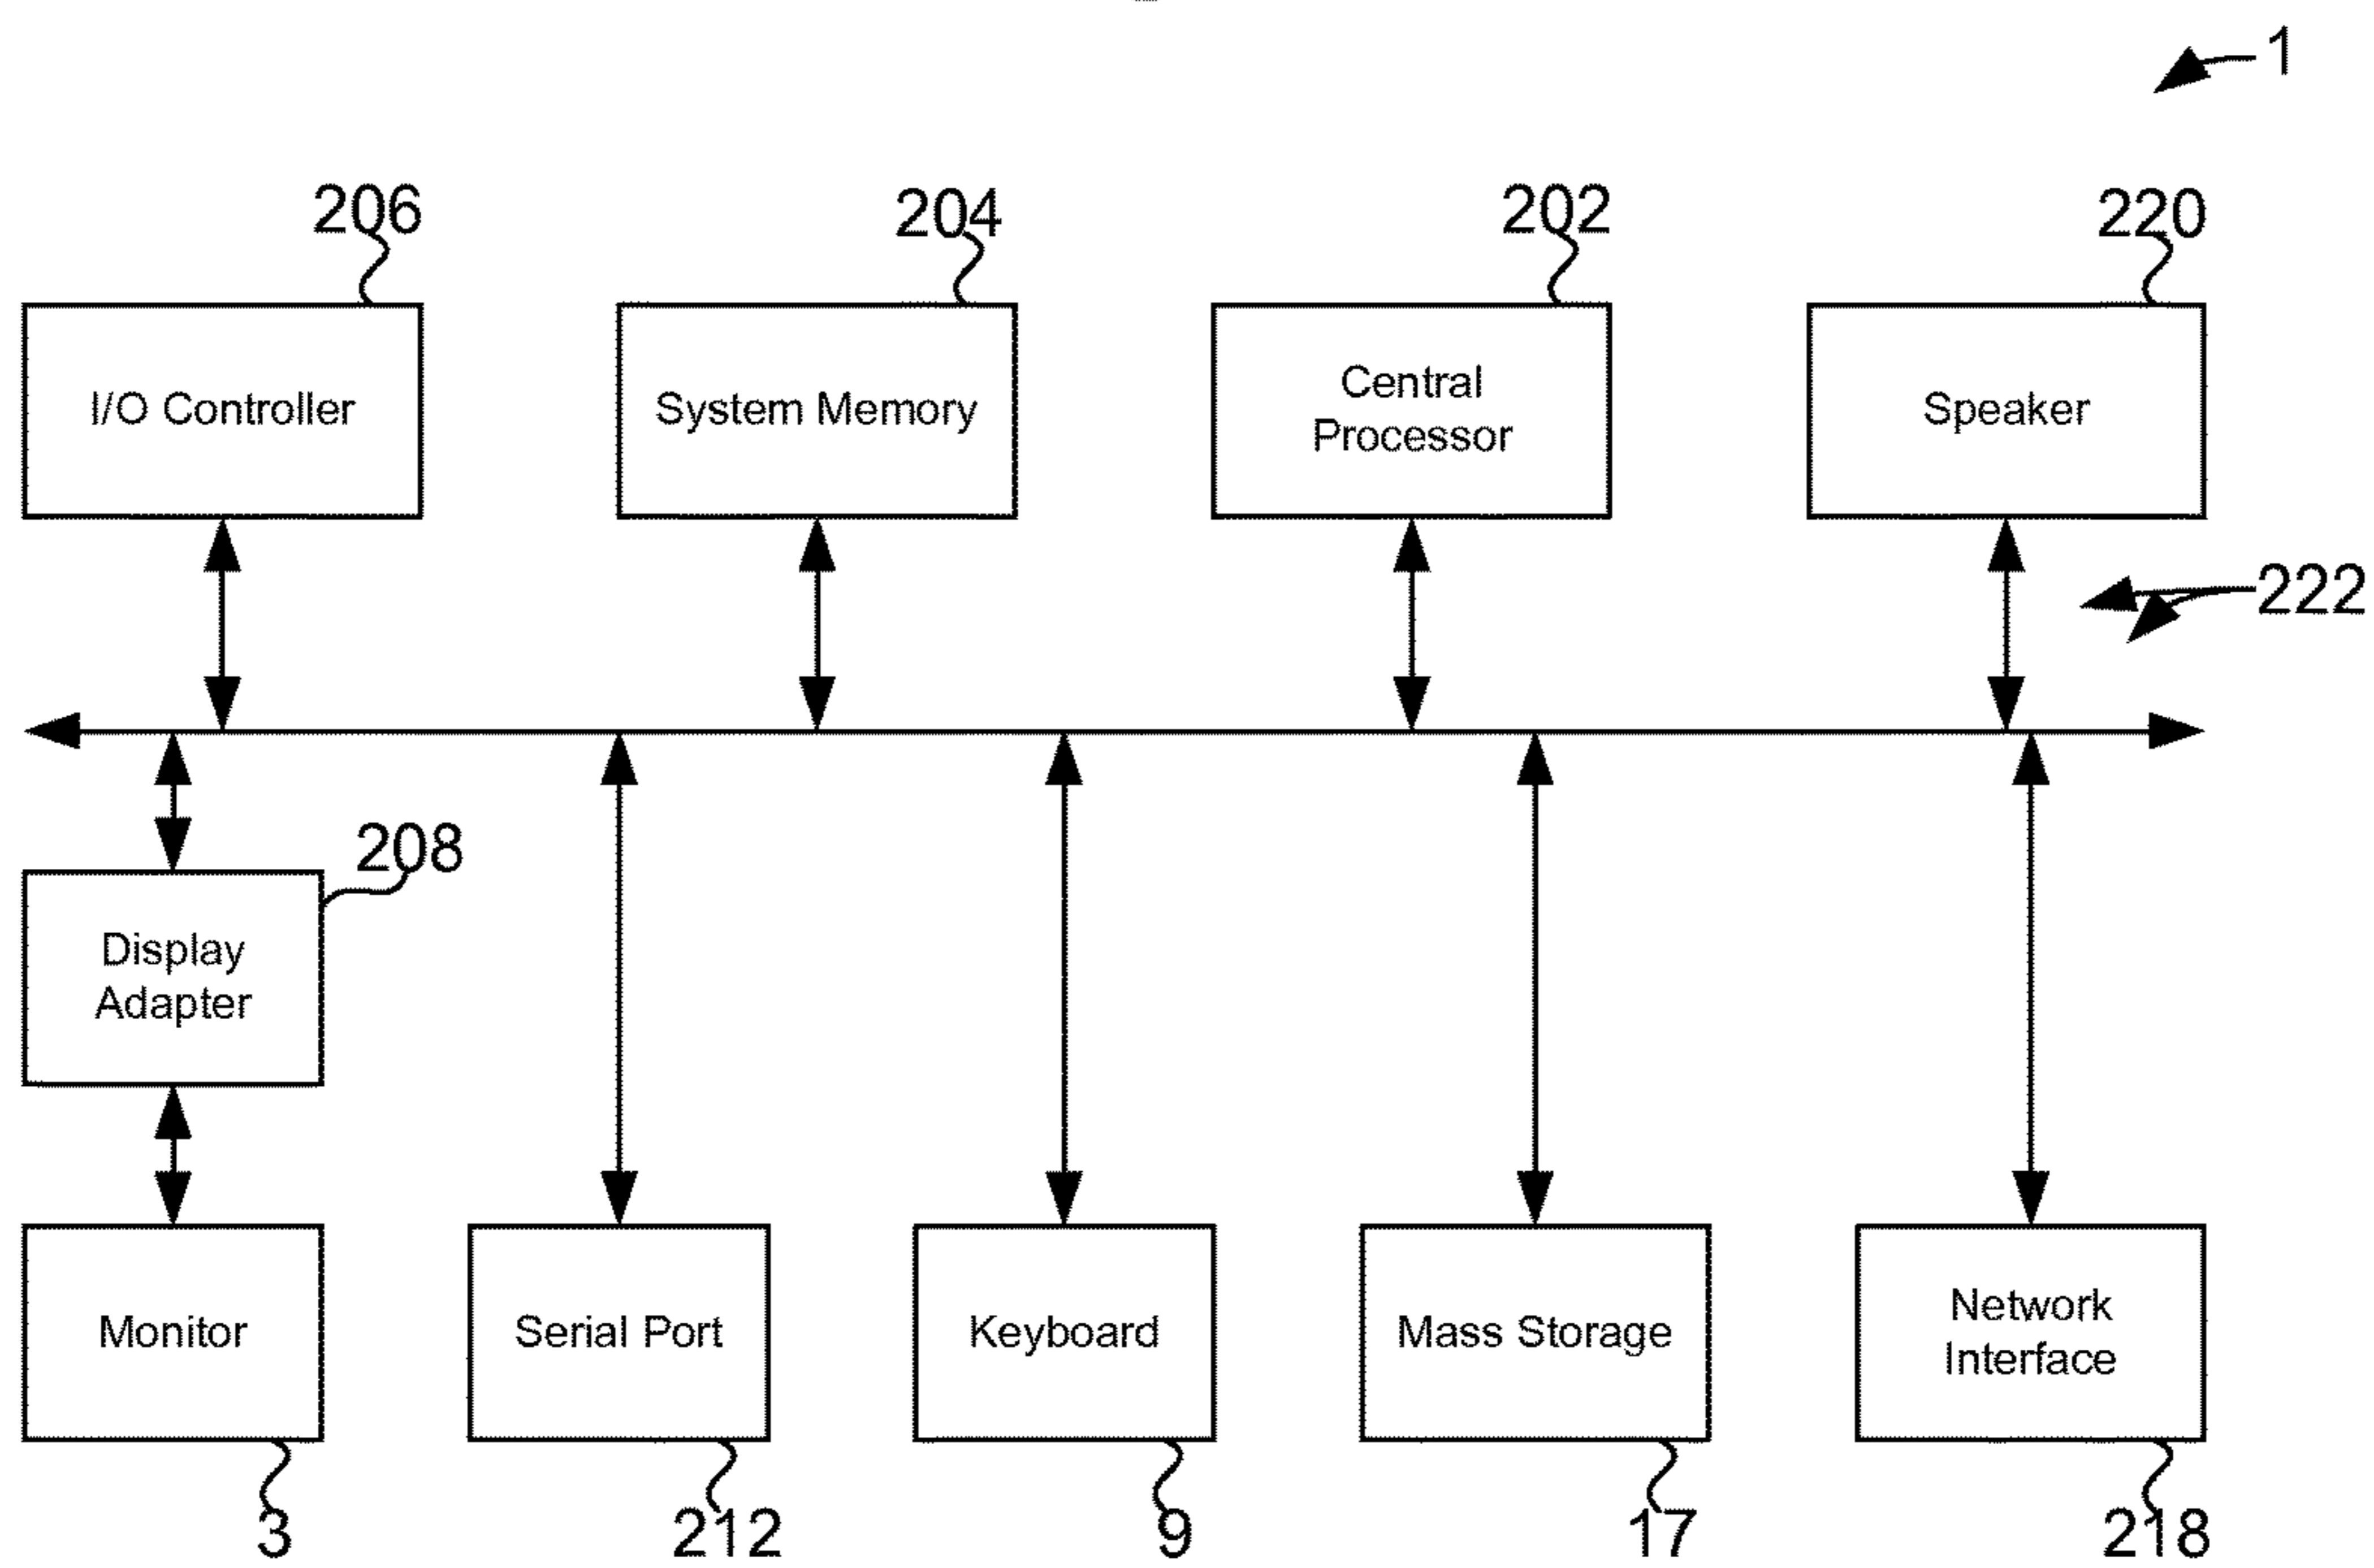 1
206
204
202
220
I/O Controller
System Memory
Central
Processor
Speaker
222
208
Display
Adapter
Monitor
Serial Port
Keyboard
Mass Storage
Network
Interface
3
212
9
17
218